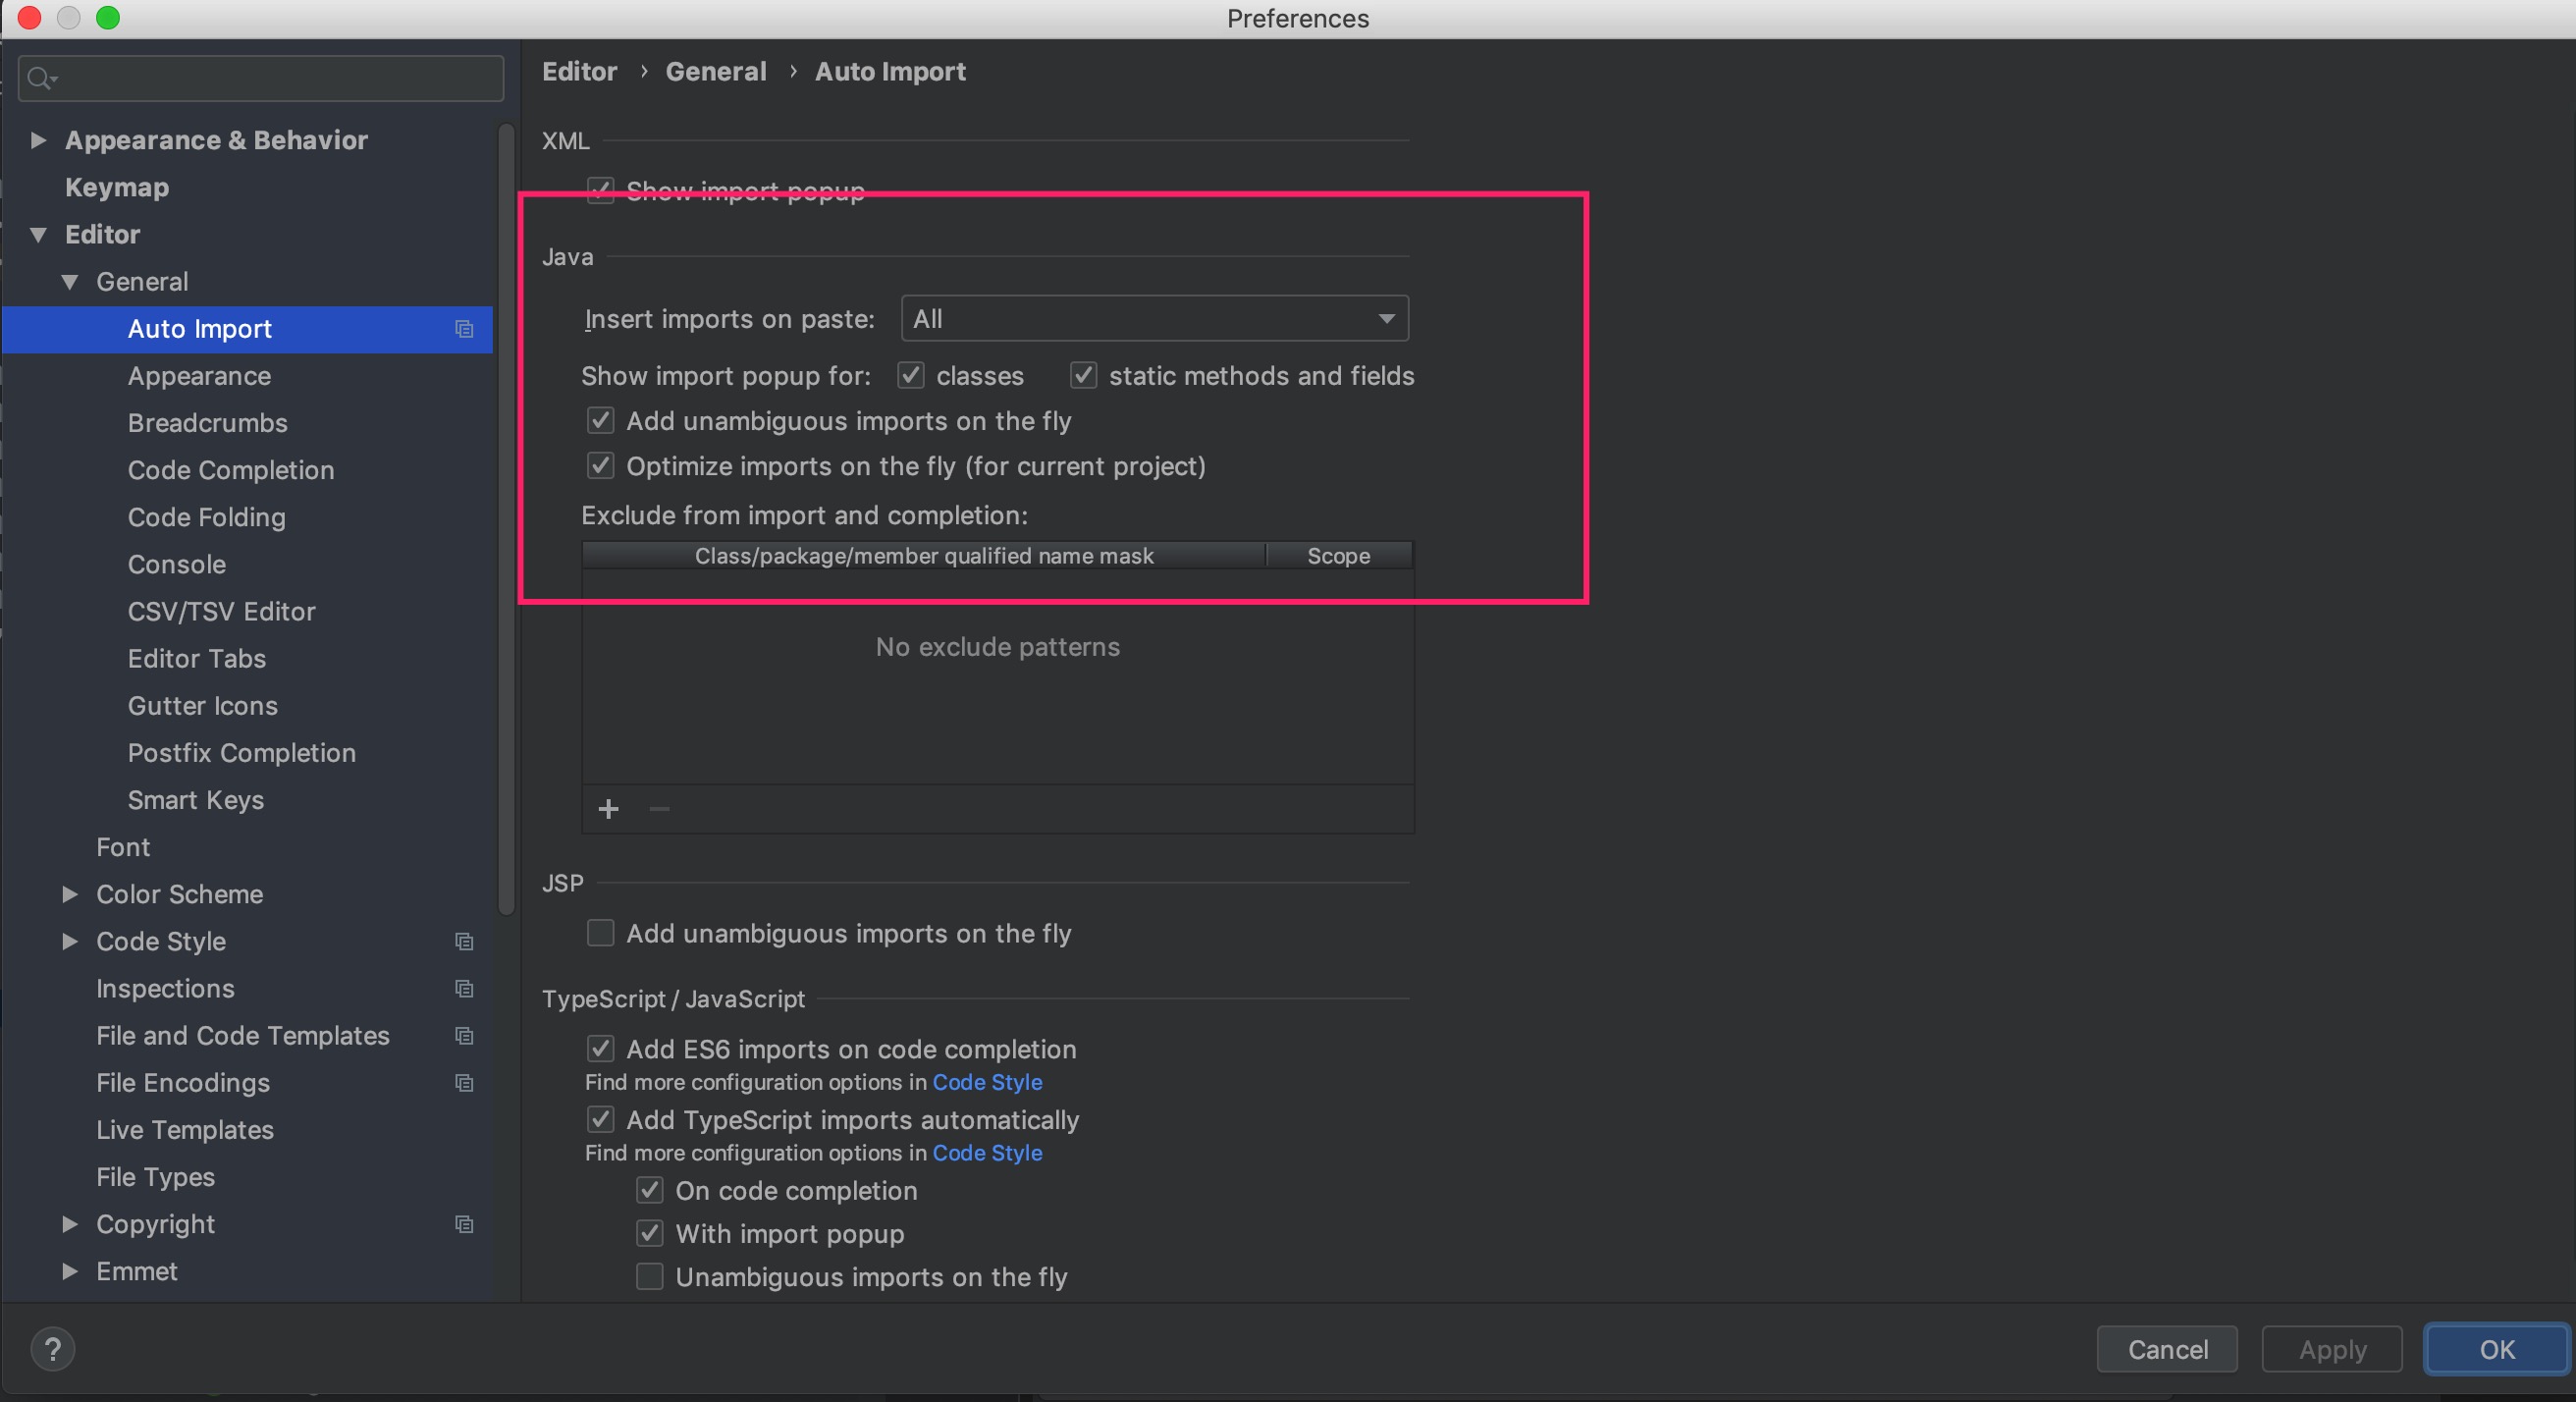 Preferences
Appearance & Behavior
Keymap
Editor
General
Auto Import
Appearance
Breadcrumbs
Code Completion
Code Folding
Console
CSV/TSV Editor
Editor Tabs
Gutter Icons
Postfix Completion
Smart Keys
Font
Color Scheme
Code Style
Inspections
File and Code Templates
File Encodings
Live Templates
File Types
Copyright
Emmet
Editor › General › Auto Import
XML
Show import popup
Java
Insert imports on paste: All
Show import popup for: classes static methods and fields
Add unambiguous imports on the fly
Optimize imports on the fly (for current project)
Exclude from import and completion:
Class/package/member qualified name mask Scope
No exclude patterns
JSP
Add unambiguous imports on the fly
TypeScript / JavaScript
Add ES6 imports on code completion
Find more configuration options in Code Style
Add TypeScript imports automatically
Find more configuration options in Code Style
On code completion
With import popup
Unambiguous imports on the fly
? Cancel Apply OK